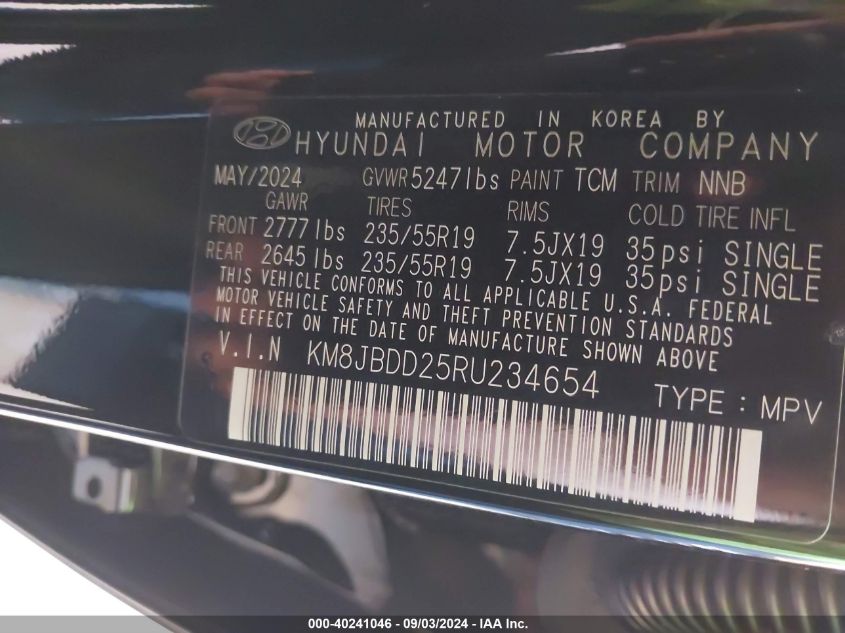 MANUFACTURED IN KOREA BY
HYUNDAI MOTOR COMPANY
MAY/2024 GVWR 5247lbs PAINT TCM TRIM NNB
GAWR TIRES RIMS COLD TIRE INFL
FRONT 2777lbs 235/55R19 7.5JX19 35psi SINGLE
REAR 2645lbs 235/55R19 7.5JX19 35psi SINGLE
THIS VEHICLE CONFORMS TO ALL APPLICABLE U.S.A. FEDERAL
MOTOR VEHICLE SAFETY AND THEFT PREVENTION STANDARDS
IN EFFECT ON THE DATE OF MANUFACTURE SHOWN ABOVE
V.I.N KM8JBDD25RU234654 TYPE : MPV
000-40241046 - 09/03/2024 - IAA Inc.